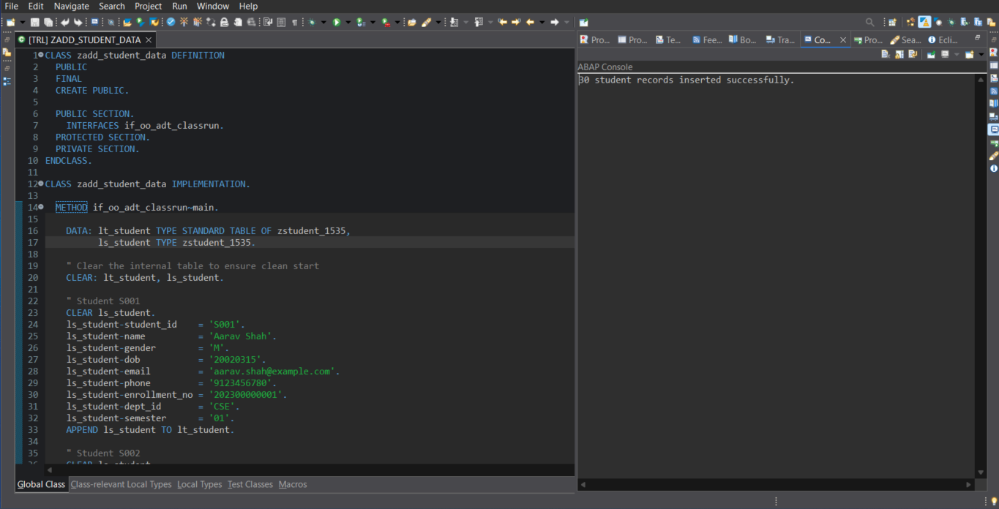 File Edit Navigate Search Project Run Window Help
[TRL] ZADD_STUDENT_DATA
1 CLASS zadd_student_data DEFINITION
2 PUBLIC
3 FINAL
4 CREATE PUBLIC.
5
6 PUBLIC SECTION.
7 INTERFACES if_oo_adt_classrun.
8 PROTECTED SECTION.
9 PRIVATE SECTION.
10 ENDCLASS.
11
12 CLASS zadd_student_data IMPLEMENTATION.
13
14 METHOD if_oo_adt_classrun~main.
15
16 DATA: lt_student TYPE STANDARD TABLE OF zstudent_1535,
17 ls_student TYPE zstudent_1535.
18
19 " Clear the internal table to ensure clean start
20 CLEAR: lt_student, ls_student.
21
22 " Student S001
23 CLEAR ls_student.
24 ls_student-student_id = 'S001'.
25 ls_student-name = 'Aarav Shah'.
26 ls_student-gender = 'M'.
27 ls_student-dob = '20020315'.
28 ls_student-email = 'aarav.shah@example.com'.
29 ls_student-phone = '9123456780'.
30 ls_student-enrollment_no = '202300000001'.
31 ls_student-dept_id = 'CSE'.
32 ls_student-semester = '01'.
33 APPEND ls_student TO lt_student.
34
35 " Student S002
Global Class Class-relevant Local Types Local Types Test Classes Macros
Pro... Pro... Te... Fee... Bo... Tra... Co... Pro... Sea... Ecli...
ABAP Console
30 student records inserted successfully.